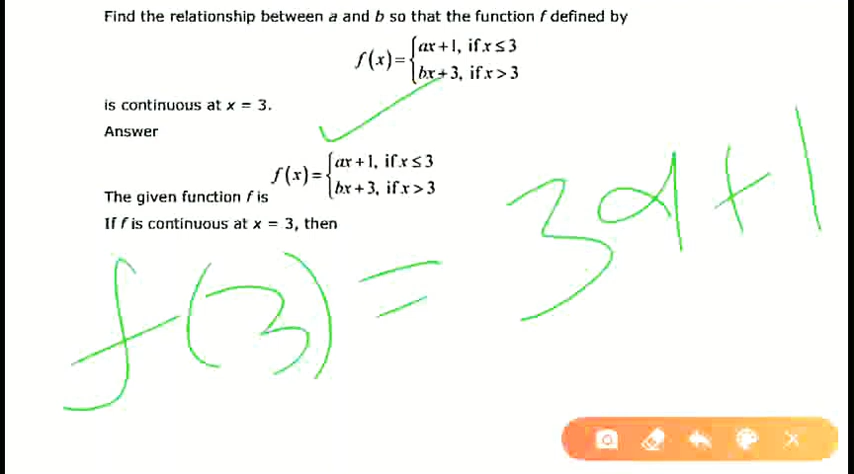 Find the relationship between a and b so that the function f defined by
f(x)={ax+1, if x≤3
bx+3, if x>3
is continuous at x = 3.
Answer
The given function f is f(x)={ax+1, if x≤3
bx+3, if x>3
If f is continuous at x = 3, then
f(3) = 3a+1